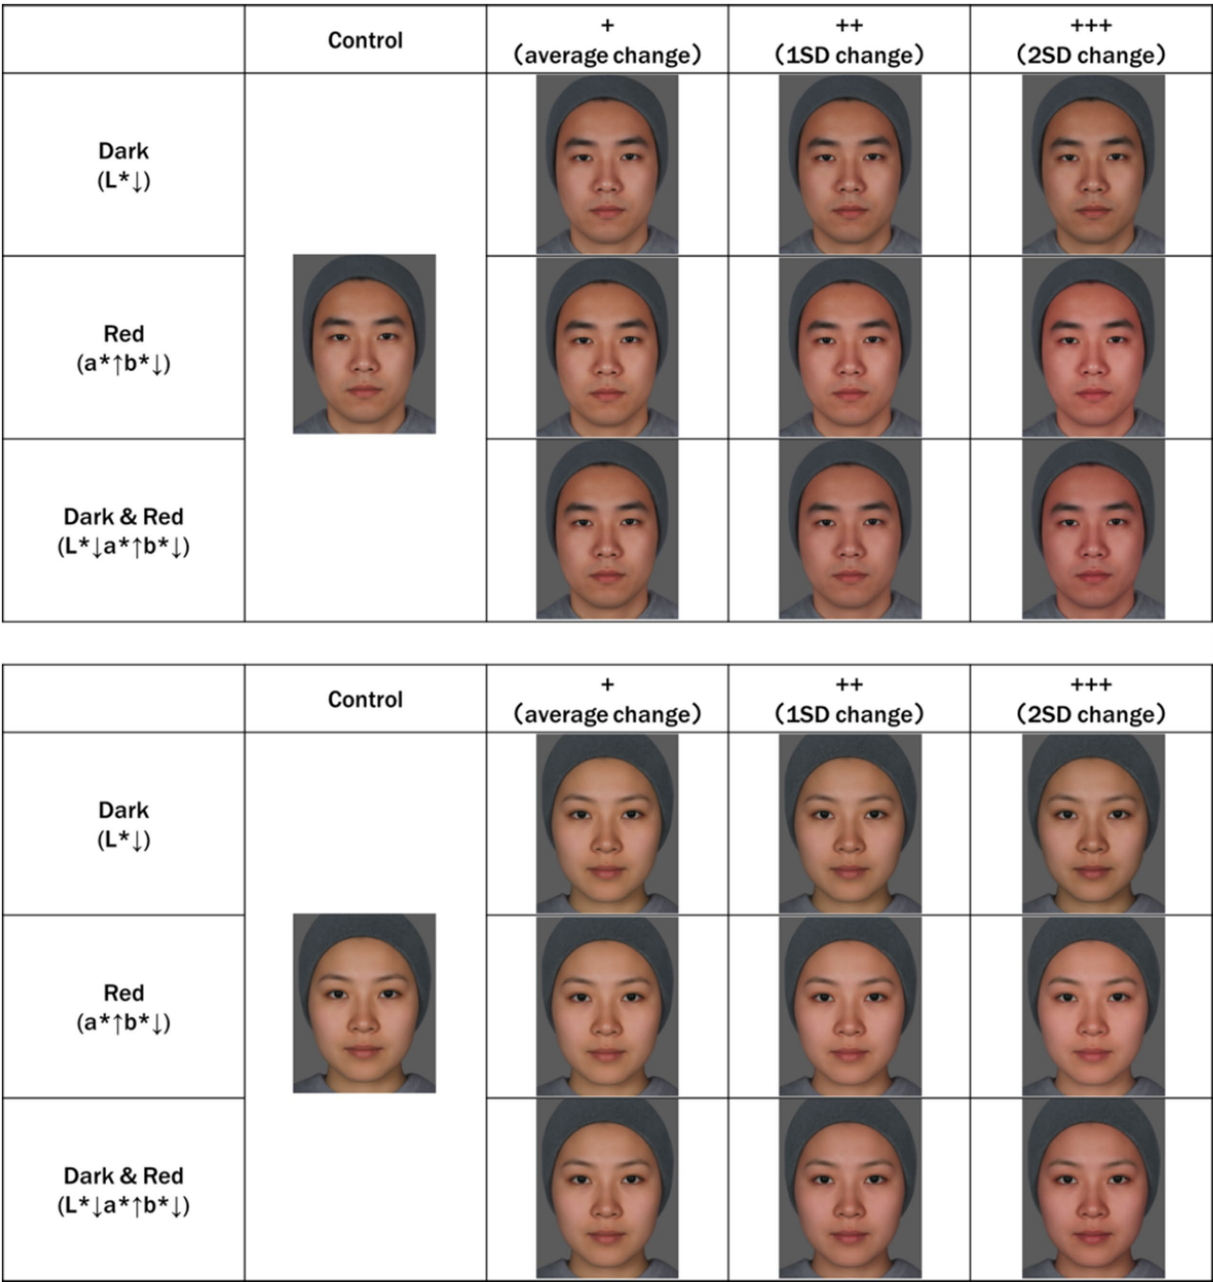 Control
+
（average change）
++
（1SD change）
+++
（2SD change）
Dark
(L*↓)
Red
(a*↑b*↓)
Dark & Red
(L*↓a*↑b*↓)
Control
+
（average change）
++
（1SD change）
+++
（2SD change）
Dark
(L*↓)
Red
(a*↑b*↓)
Dark & Red
(L*↓a*↑b*↓)